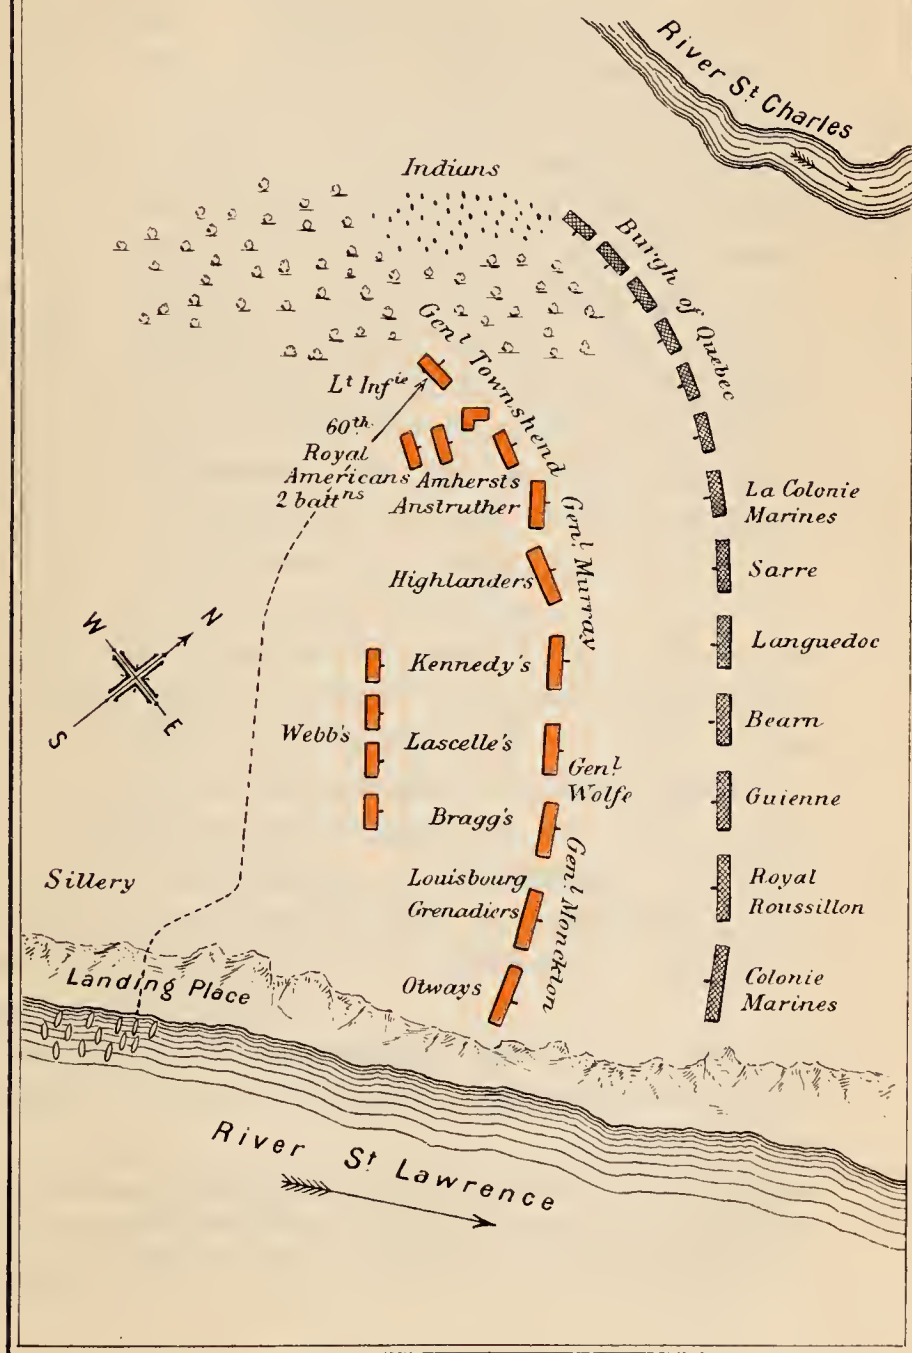 River St Charles
Indians
Burgh of Quebec
Genl Townshend
Lt Infie
60th
Royal
Americans
2 battns
Amhersts
Anstruther
Genl Murray
La Colonie
Marines
Highlanders
Sarre
N
W
E
S
Kennedy's
Languedoc
Webb's
Lascelle's
Bearn
Genl
Wolfe
Bragg's
Guienne
Sillery
Louisbourg
Grenadiers
Genl Monckton
Royal
Roussillon
Landing Place
Otways
Colonie
Marines
River St Lawrence